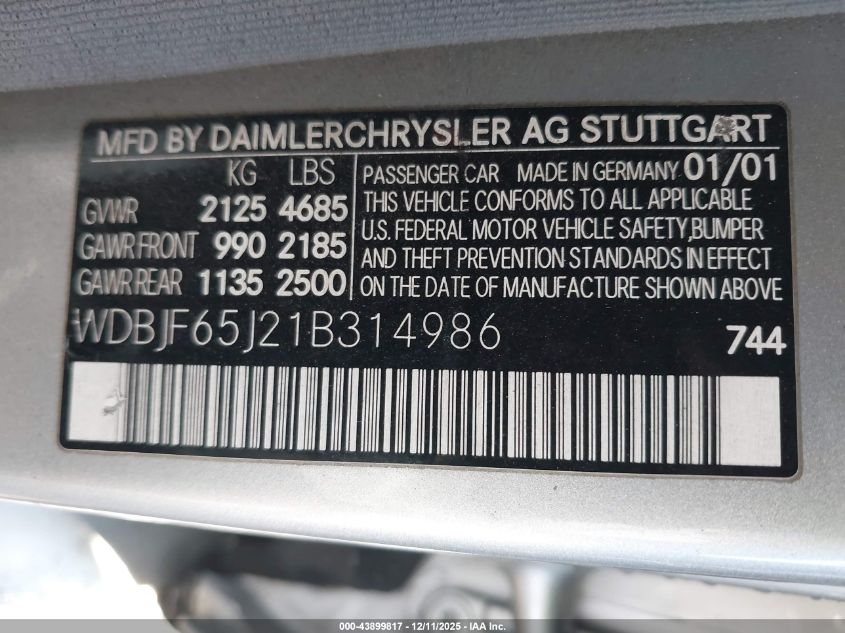 MFD BY DAIMLERCHRYSLER AG STUTTGART
KG LBS
GVWR 2125 4685
GAWR FRONT 990 2185
GAWR REAR 1135 2500
PASSENGER CAR MADE IN GERMANY 01/01
THIS VEHICLE CONFORMS TO ALL APPLICABLE
U.S. FEDERAL MOTOR VEHICLE SAFETY,BUMPER
AND THEFT PREVENTION STANDARDS IN EFFECT
ON THE DATE OF MANUFACTURE SHOWN ABOVE
WDBJF65J21B314986
744
000-43899817 - 12/11/2025 - IAA Inc.